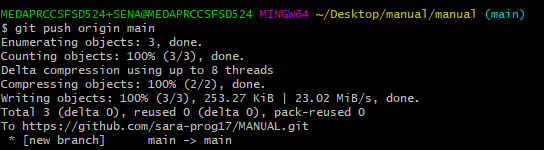 MEDAPRCCSFSD524+SENA@MEDAPRCCSFSD524 MINGW64 ~/Desktop/manual/manual (main)
$ git push origin main
Enumerating objects: 3, done.
Counting objects: 100% (3/3), done.
Delta compression using up to 8 threads
Compressing objects: 100% (2/2), done.
Writing objects: 100% (3/3), 253.27 KiB | 23.02 MiB/s, done.
Total 3 (delta 0), reused 0 (delta 0), pack-reused 0
To https://github.com/sara-prog17/MANUAL.git
 * [new branch]      main -> main